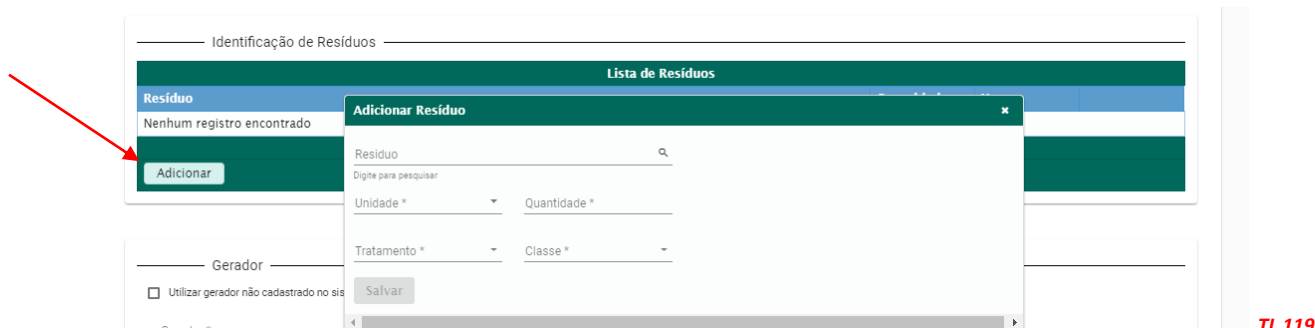 Identificação de Resíduos
Lista de Resíduos
Resíduo
Nenhum registro encontrado
Adicionar
Adicionar Resíduo
Residuo
Digite para pesquisar
Unidade * Quantidade *
Tratamento * Classe *
Salvar
Gerador
Utilizar gerador não cadastrado no sis
TL 119